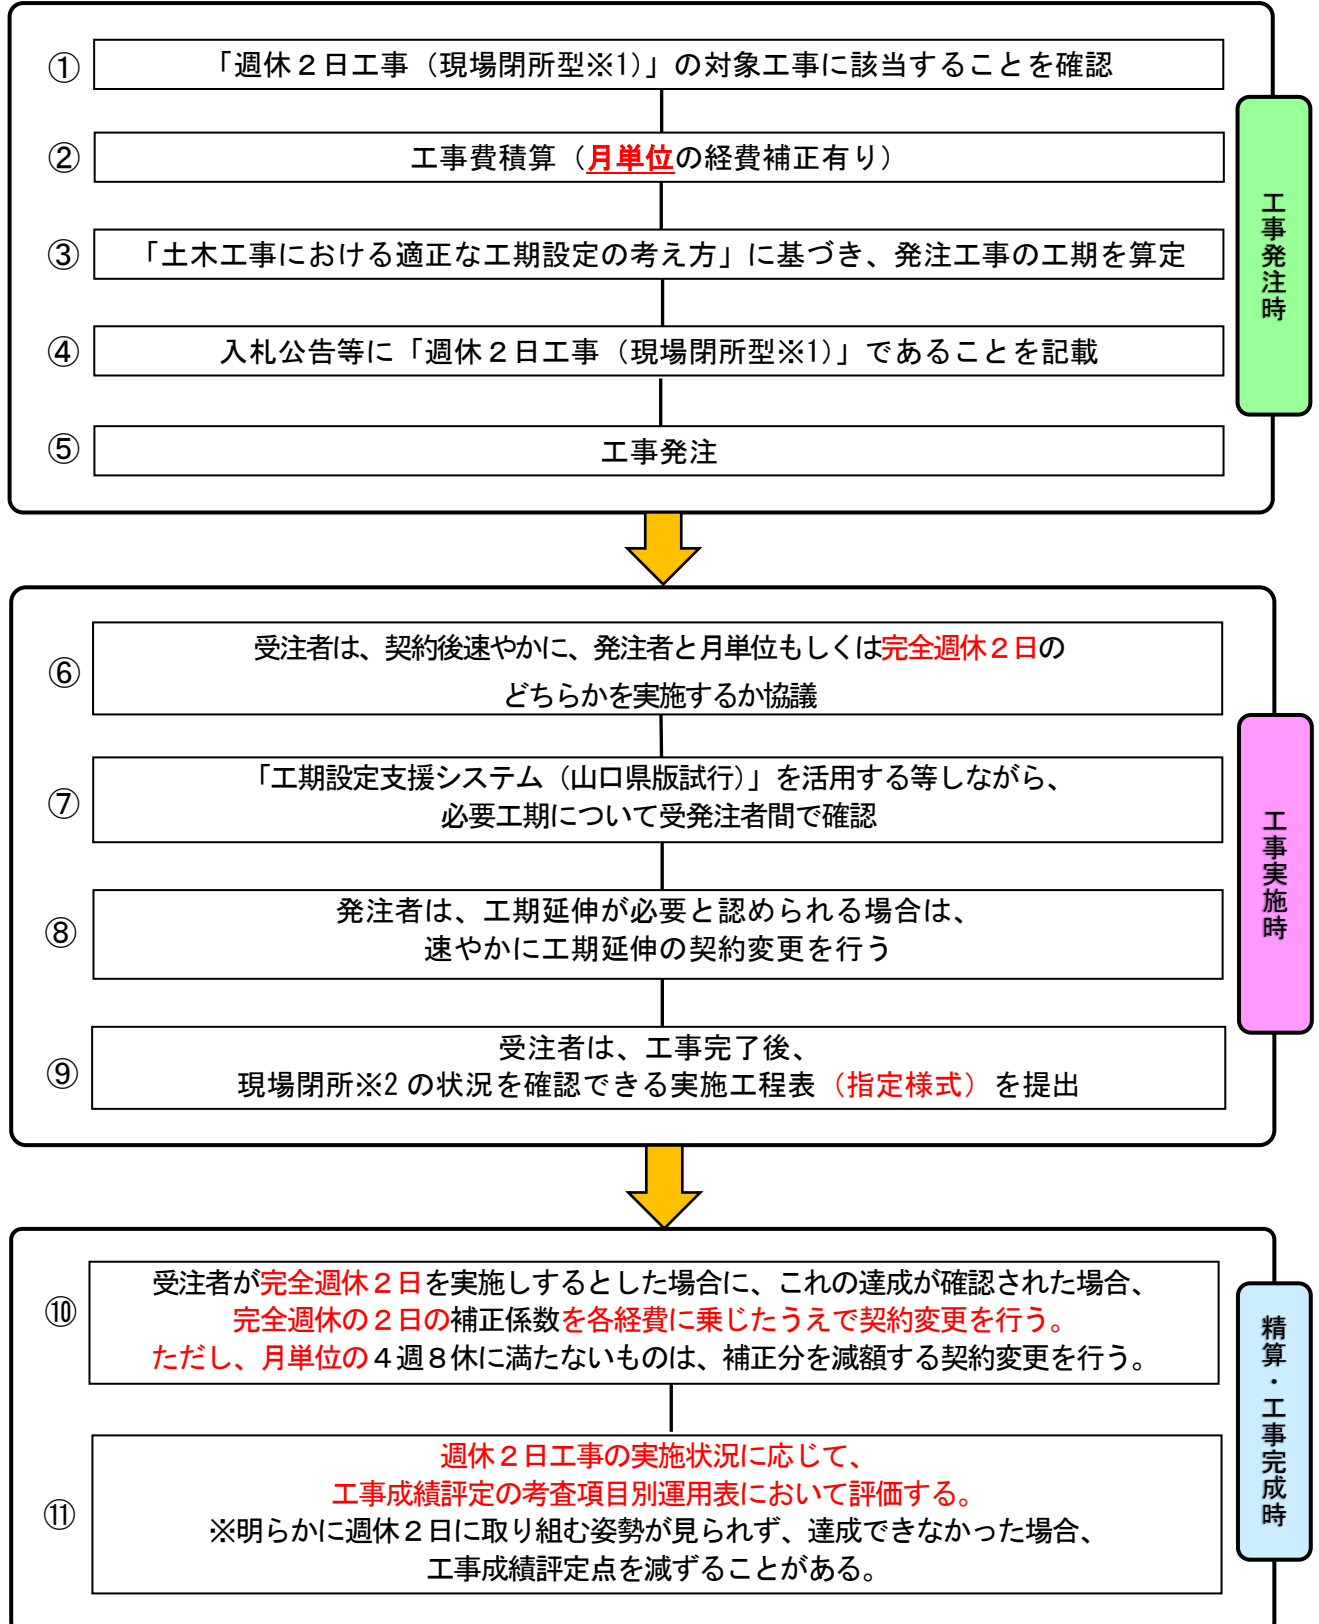 ①
「週休２日工事（現場閉所型※1）」の対象工事に該当することを確認
②
工事費積算（月単位の経費補正有り）
③
「土木工事における適正な工期設定の考え方」に基づき、発注工事の工期を算定
④
入札公告等に「週休２日工事（現場閉所型※1）」であることを記載
⑤
工事発注
工事発注時
⑥
受注者は、契約後速やかに、発注者と月単位もしくは完全週休２日の
どちらかを実施するか協議
⑦
「工期設定支援システム（山口県版試行）」を活用する等しながら、
必要工期について受発注者間で確認
⑧
発注者は、工期延伸が必要と認められる場合は、
速やかに工期延伸の契約変更を行う
⑨
受注者は、工事完了後、
現場閉所※2の状況を確認できる実施工程表（指定様式）を提出
工事実施時
⑩
受注者が完全週休２日を実施しするとした場合に、これの達成が確認された場合、
完全週休の２日の補正係数を各経費に乗じたうえで契約変更を行う。
ただし、月単位の４週８休に満たないものは、補正分を減額する契約変更を行う。
⑪
週休２日工事の実施状況に応じて、
工事成績評定の考査項目別運用表において評価する。
※明らかに週休２日に取り組む姿勢が見られず、達成できなかった場合、
工事成績評定点を減ずることがある。
精算・工事完成時